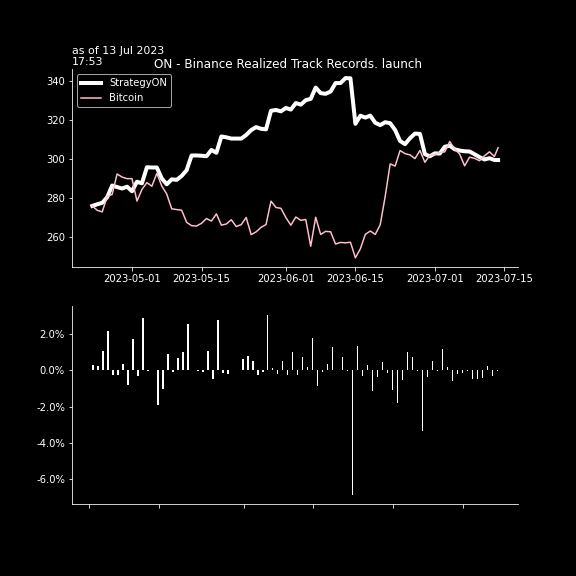 as of 13 Jul 2023
17:53
ON - Binance Realized Track Records. launch
StrategyON
Bitcoin
340
320
300
280
260
2023-05-01 2023-05-15 2023-06-01 2023-06-15 2023-07-01 2023-07-15
2.0%
0.0%
-2.0%
-4.0%
-6.0%